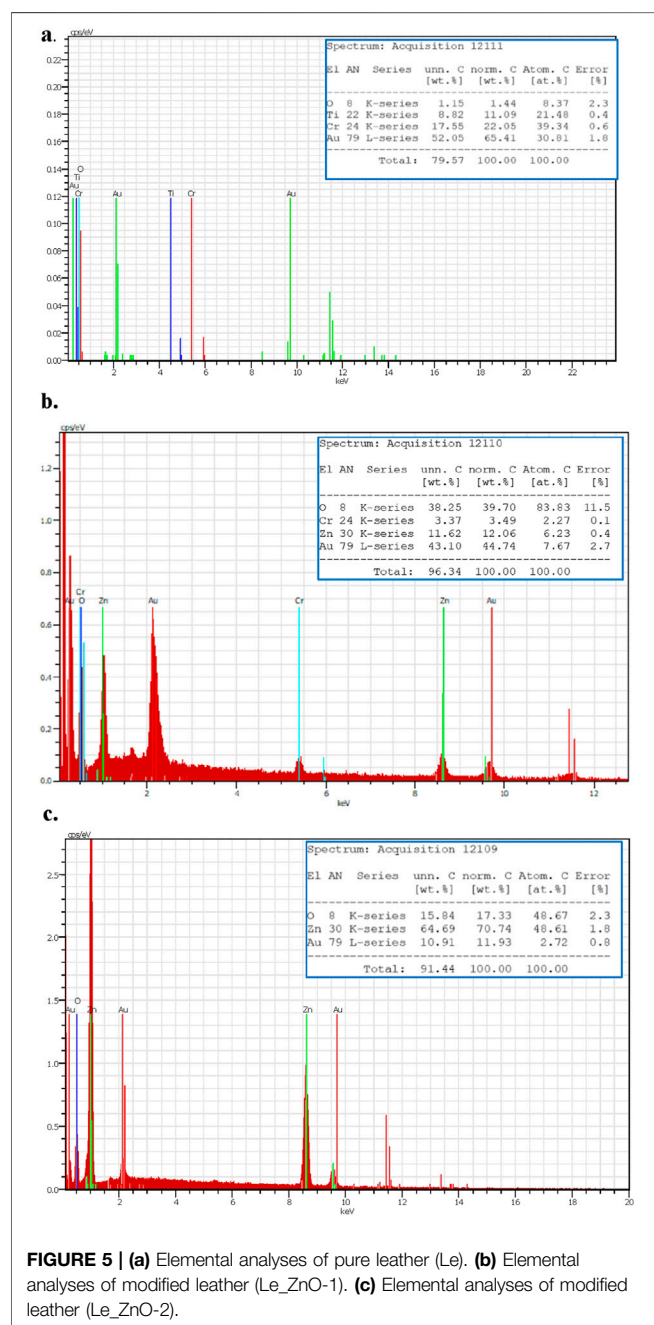 a.
cps/eV
Spectrum: Acquisition 12111
El AN Series unn. C norm. C Atom. C Error
[wt.%] [wt.%] [at.%] [%]
O 8 K-series 1.15 1.44 8.37 2.3
Ti 22 K-series 8.82 11.09 21.48 0.4
Cr 24 K-series 17.55 22.05 39.34 0.6
Au 79 L-series 52.05 65.41 30.81 1.8
Total: 79.57 100.00 100.00
0.22
0.20
0.18
0.16
0.14
0.12
0.10
0.08
0.06
0.04
0.02
0.00
O
Ti
Au
Cr
Au
Ti
Cr
Au
2 4 6 8 10 12 14 16 18 20 22
keV
b.
cps/eV
Spectrum: Acquisition 12110
El AN Series unn. C norm. C Atom. C Error
[wt.%] [wt.%] [at.%] [%]
O 8 K-series 38.25 39.70 83.83 11.5
Cr 24 K-series 3.37 3.49 2.27 0.1
Zn 30 K-series 11.62 12.06 6.23 0.4
Au 79 L-series 43.10 44.74 7.67 2.7
Total: 96.34 100.00 100.00
1.2
1.0
0.8
0.6
0.4
0.2
0.0
Cr
Au O Zn Au Cr Zn Au
2 4 6 8 10 12
keV
c.
cps/eV
Spectrum: Acquisition 12109
El AN Series unn. C norm. C Atom. C Error
[wt.%] [wt.%] [at.%] [%]
O 8 K-series 15.84 17.33 48.67 2.3
Zn 30 K-series 64.69 70.74 48.61 1.8
Au 79 L-series 10.91 11.93 2.72 0.8
Total: 91.44 100.00 100.00
2.5
2.0
1.5
1.0
0.5
0.0
O
Au Zn Au Zn Au
2 4 6 8 10 12 14 16 18 20
keV
FIGURE 5 | (a) Elemental analyses of pure leather (Le). (b) Elemental
analyses of modified leather (Le_ZnO-1). (c) Elemental analyses of modified
leather (Le_ZnO-2).